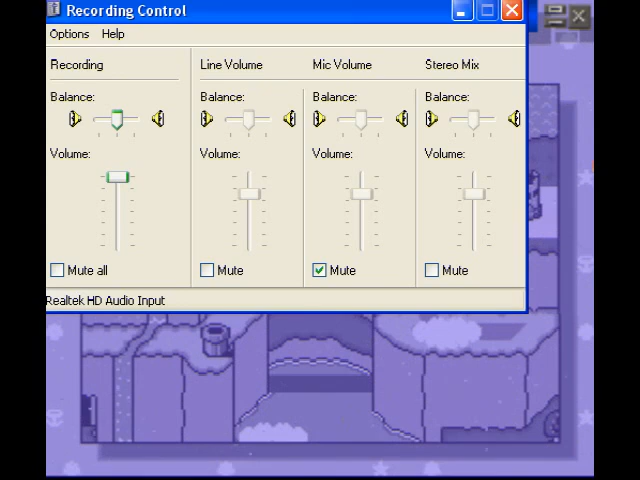 Recording Control
Options Help
Recording Line Volume Mic Volume Stereo Mix
Balance: Balance: Balance: Balance:
Volume: Volume: Volume: Volume:
Mute all Mute Mute Mute
Realtek HD Audio Input